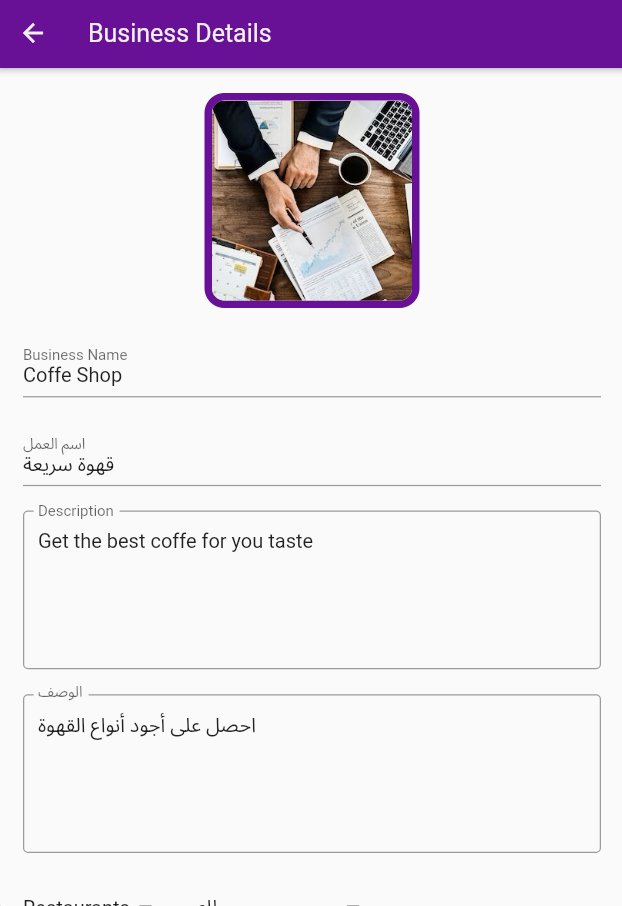 Business Details
Business Name
Coffe Shop
اسم العمل
قهوة سريعة
Description
Get the best coffe for you taste
الوصف
احصل على أجود أنواع القهوة
Restaurants